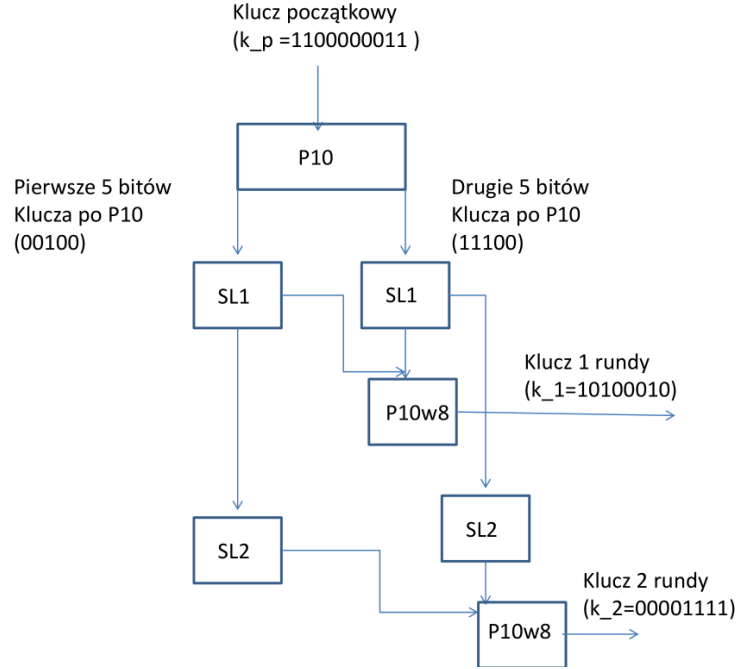 Klucz początkowy
(k_p =1100000011 )
P10
Pierwsze 5 bitów
Klucza po P10
(00100)
Drugie 5 bitów
Klucza po P10
(11100)
SL1
SL1
Klucz 1 rundy
(k_1=10100010)
P10w8
SL2
SL2
Klucz 2 rundy
(k_2=00001111)
P10w8